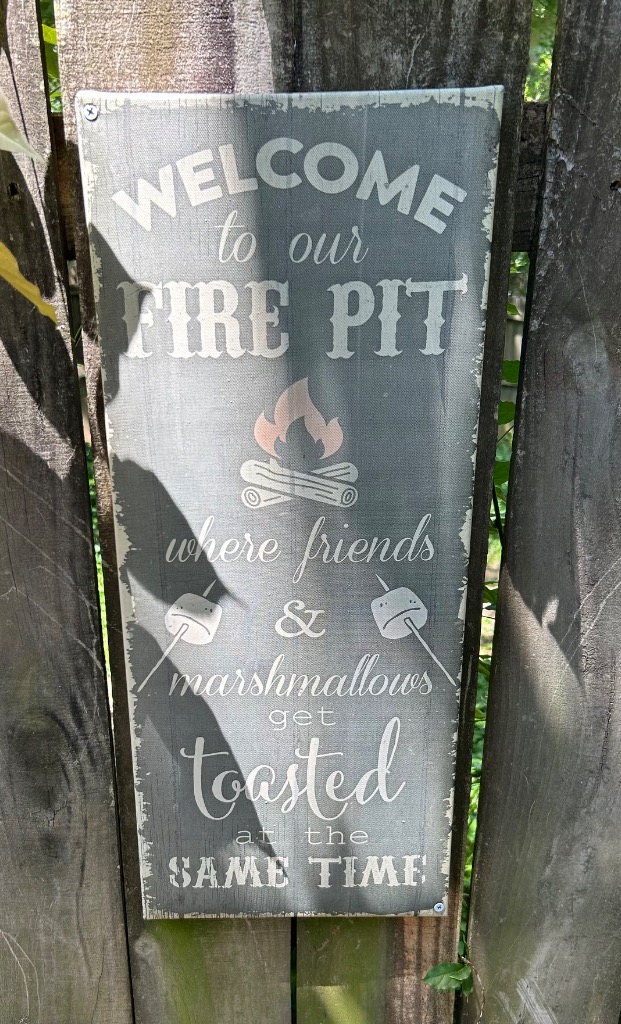 WELCOME
to our
FIRE PIT
where friends
&
marshmallows
get
toasted
at the
SAME TIME